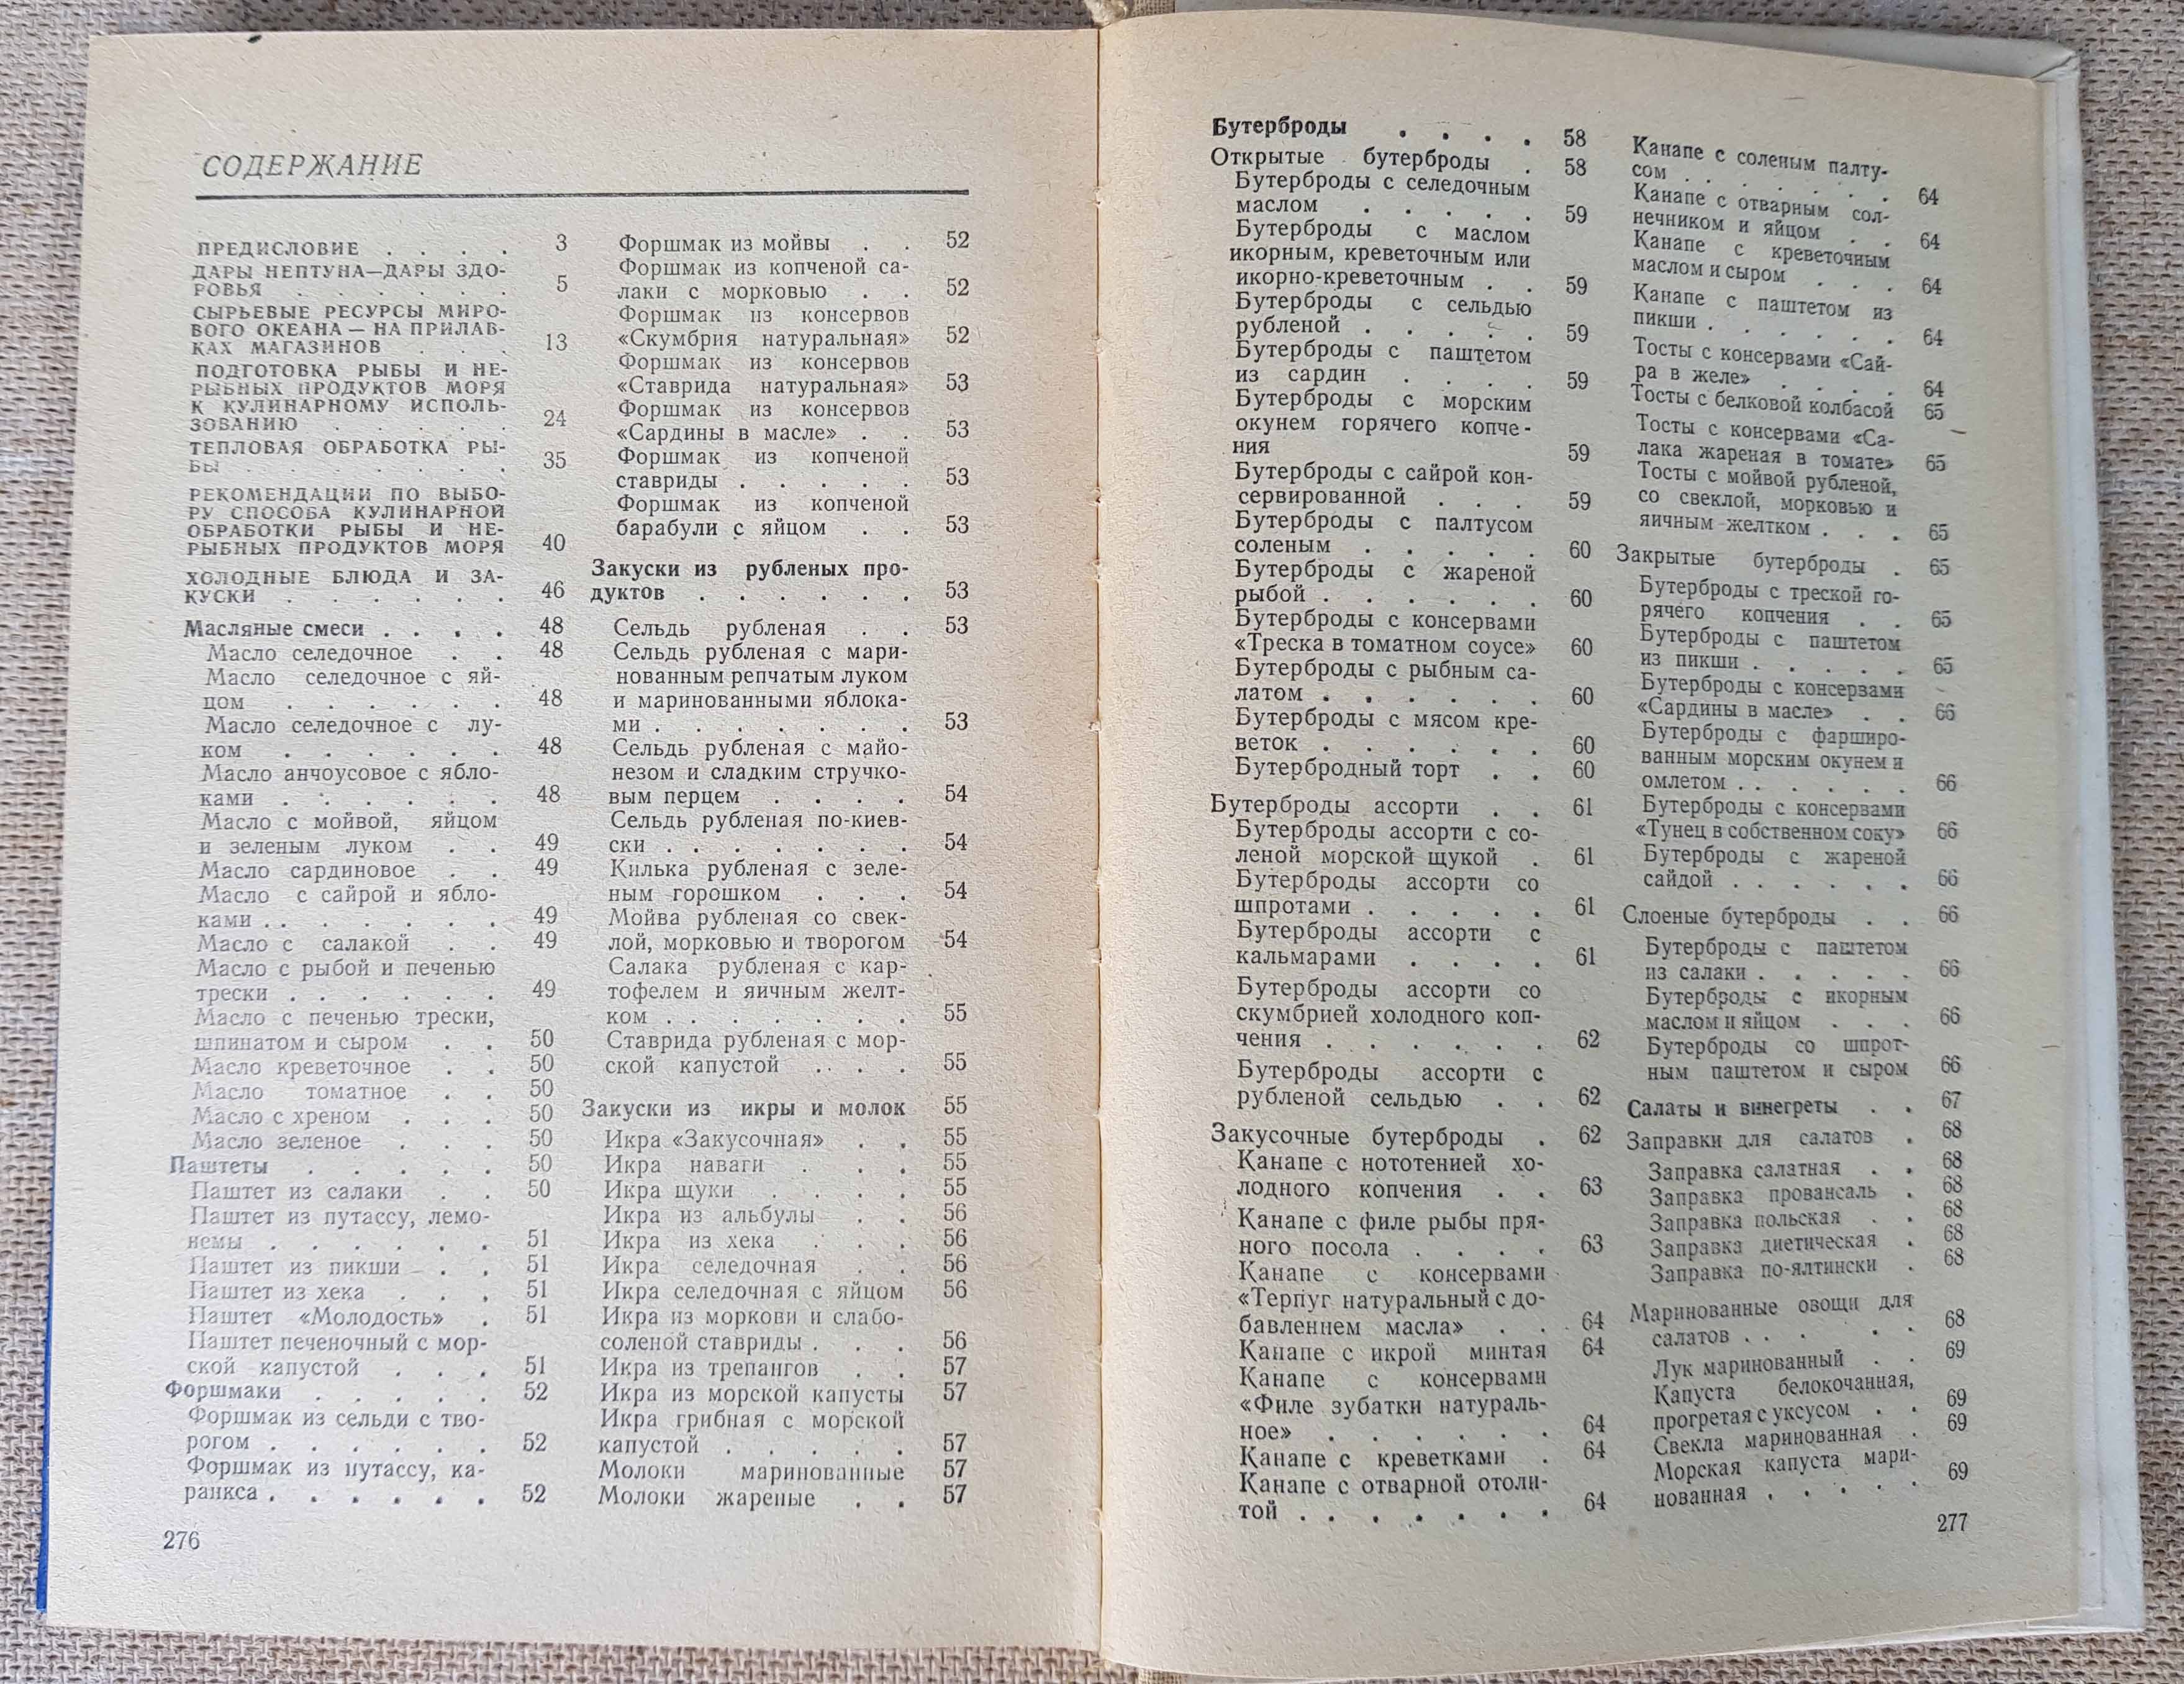 СОДЕРЖАНИЕ
ПРЕДИСЛОВИЕ . . . . 3
ДАРЫ НЕПТУНА—ДАРЫ ЗДО-
РОВЬЯ . . . . . . 5
СЫРЬЕВЫЕ РЕСУРСЫ МИРО-
ВОГО ОКЕАНА — НА ПРИЛАВ-
КАХ МАГАЗИНОВ . . . 13
ПОДГОТОВКА РЫБЫ И НЕ-
РЫБНЫХ ПРОДУКТОВ МОРЯ
К КУЛИНАРНОМУ ИСПОЛЬ-
ЗОВАНИЮ . . . . . 24
ТЕПЛОВАЯ ОБРАБОТКА РЫ-
БЫ . . . . . . . 35
РЕКОМЕНДАЦИИ ПО ВЫБО-
РУ СПОСОБА КУЛИНАРНОЙ
ОБРАБОТКИ РЫБЫ И НЕ-
РЫБНЫХ ПРОДУКТОВ МОРЯ 40
ХОЛОДНЫЕ БЛЮДА И ЗА-
КУСКИ . . . . . . 46
Масляные смеси . . . . 48
Масло селедочное . . 48
Масло селедочное с яй-
цом . . . . . . 48
Масло селедочное с лу-
ком . . . . . . 48
Масло анчоусовое с ябло-
ками . . . . . . 48
Масло с мойвой, яйцом
и зеленым луком . . 49
Масло сардиновое . . 49
Масло с сайрой и ябло-
ками . . . . . . 49
Масло с салакой . . 49
Масло с рыбой и печенью
трески . . . . . . 49
Масло с печенью трески,
шпинатом и сыром . . 50
Масло креветочное . . 50
Масло томатное . . 50
Масло с хреном . . . 50
Масло зеленое . . . 50
Паштеты . . . . . 50
Паштет из салаки . . 50
Паштет из путассу, лемо-
немы . . . . . . 51
Паштет из пикши . . . 51
Паштет из хека . . . 51
Паштет «Молодость» . 51
Паштет печеночный с мор-
ской капустой . . . 51
Форшмаки . . . . . 52
Форшмак из сельди с тво-
рогом . . . . . . 52
Форшмак из путассу, ка-
ранкса . . . . . . 52
Форшмак из мойвы . . 52
Форшмак из копченой са-
лаки с морковью . . 52
Форшмак из консервов
«Скумбрия натуральная» 52
Форшмак из консервов
«Ставрида натуральная» 53
Форшмак из консервов
«Сардины в масле» . . 53
Форшмак из копченой
ставриды . . . . . 53
Форшмак из копченой
барабули с яйцом . . 53
Закуски из рубленых про-
дуктов . . . . . . 53
Сельдь рубленая . . 53
Сельдь рубленая с мари-
нованным репчатым луком
и маринованными яблока-
ми . . . . . . . 53
Сельдь рубленая с майо-
незом и сладким стручко-
вым перцем . . . . 54
Сельдь рубленая по-киев-
ски . . . . . . . 54
Килька рубленая с зеле-
ным горошком . . . 54
Мойва рубленая со свек-
лой, морковью и творогом 54
Салака рубленая с кар-
тофелем и яичным желт-
ком . . . . . . . 55
Ставрида рубленая с мор-
ской капустой . . . . 55
Закуски из икры и молок 55
Икра «Закусочная» . . 55
Икра наваги . . . 55
Икра щуки . . . . 55
Икра из альбулы . . 56
Икра из хека . . . 56
Икра селедочная . . 56
Икра селедочная с яйцом 56
Икра из моркови и слабо-
соленой ставриды . . . 56
Икра из трепангов . . 57
Икра из морской капусты 57
Икра грибная с морской
капустой . . . . . 57
Молоки маринованные 57
Молоки жареные . . 57
276
Бутерброды . . . . 58
Открытые бутерброды . 58
Бутерброды с селедочным
маслом . . . . . 59
Бутерброды с маслом
икорным, креветочным или
икорно-креветочным . . 59
Бутерброды с сельдью
рубленой . . . . . 59
Бутерброды с паштетом
из сардин . . . . 59
Бутерброды с морским
окунем горячего копче-
ния 59
Бутерброды с сайрой кон-
сервированной . . . 59
Бутерброды с палтусом
соленым . . . . . 60
Бутерброды с жареной
рыбой . . . . . . 60
Бутерброды с консервами
«Треска в томатном соусе» 60
Бутерброды с рыбным са-
латом . . . . . . 60
Бутерброды с мясом кре-
веток . . . . . . 60
Бутербродный торт . . 60
Бутерброды ассорти . . 61
Бутерброды ассорти с со-
леной морской щукой . 61
Бутерброды ассорти со
шпротами . . . . . 61
Бутерброды ассорти с
кальмарами . . . . 61
Бутерброды ассорти со
скумбрией холодного коп-
чения . . . . . . 62
Бутерброды ассорти с
рубленой сельдью . . 62
Закусочные бутерброды . 62
Канапе с нототенией хо-
лодного копчения . . 63
Канапе с филе рыбы пря-
ного посола . . . . 63
Канапе с консервами
«Терпуг натуральный с до-
бавлением масла» . . 64
Канапе с икрой минтая 64
Канапе с консервами
«Филе зубатки натураль-
ное» . . . . . . 64
Канапе с креветками . 64
Канапе с отварной отоли-
той . . . . . . . 64
Канапе с соленым палту-
сом . . . . . . . 64
Канапе с отварным сол-
нечником и яйцом . . 64
Канапе с креветочным
маслом и сыром . . . 64
Канапе с паштетом из
пикши . . . . . . 64
Тосты с консервами «Сай-
ра в желе» . . . . 64
Тосты с белковой колбасой 65
Тосты с консервами «Са-
лака жареная в томате» 65
Тосты с мойвой рубленой,
со свеклой, морковью и
яичным желтком . . . 65
Закрытые бутерброды . 65
Бутерброды с треской го-
рячего копчения . . 65
Бутерброды с паштетом
из пикши . . . . . 65
Бутерброды с консервами
«Сардины в масле» . . 66
Бутерброды с фарширо-
ванным морским окунем и
омлетом . . . . . . 66
Бутерброды с консервами
«Тунец в собственном соку» 66
Бутерброды с жареной
сайдой . . . . . . 66
Слоеные бутерброды . . 66
Бутерброды с паштетом
из салаки . . . . . 66
Бутерброды с икорным
маслом и яйцом . . . 66
Бутерброды со шпрот-
ным паштетом и сыром 66
Салаты и винегреты . . 67
Заправки для салатов . 68
Заправка салатная . . 68
Заправка провансаль . 68
Заправка польская . . 68
Заправка диетическая . 68
Заправка по-ялтински . 68
Маринованные овощи для
салатов . . . . . 68
Лук маринованный . . 69
Капуста белокочанная,
прогретая с уксусом . . 69
Свекла маринованная . 69
Морская капуста мари-
нованная . . . . . 69
277